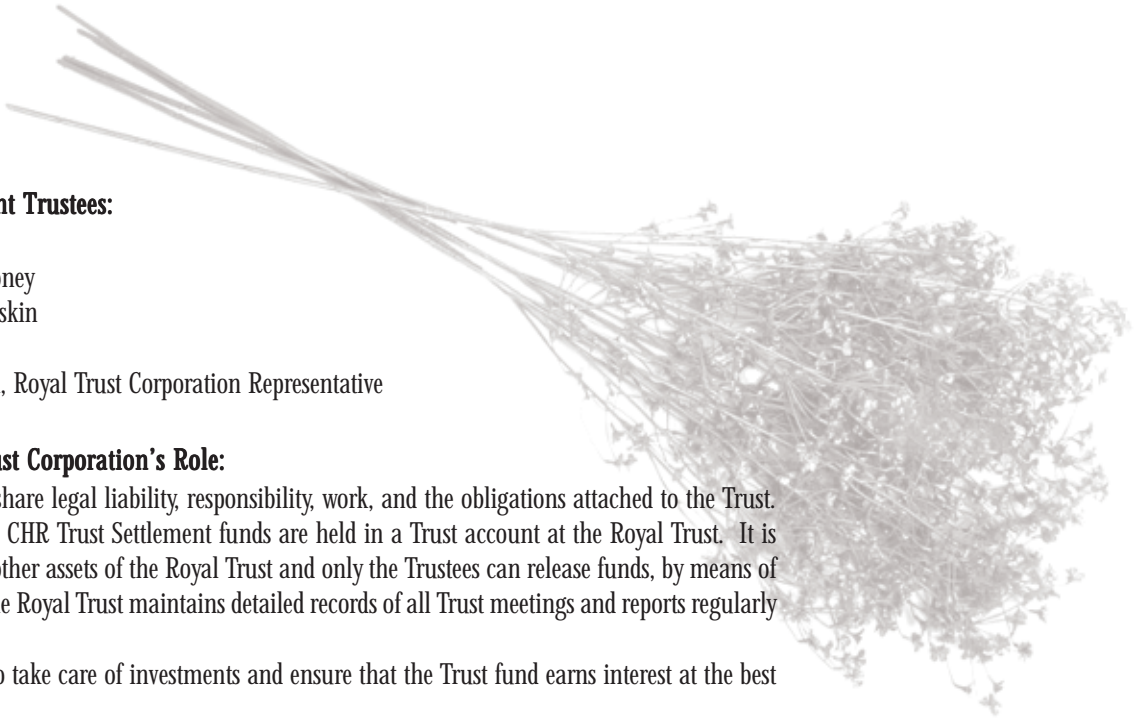 nt Trustees:
oney
skin
, Royal Trust Corporation Representative
ust Corporation's Role:
share legal liability, responsibility, work, and the obligations attached to the Trust.
CHR Trust Settlement funds are held in a Trust account at the Royal Trust. It is
other assets of the Royal Trust and only the Trustees can release funds, by means of
e Royal Trust maintains detailed records of all Trust meetings and reports regularly
o take care of investments and ensure that the Trust fund earns interest at the best